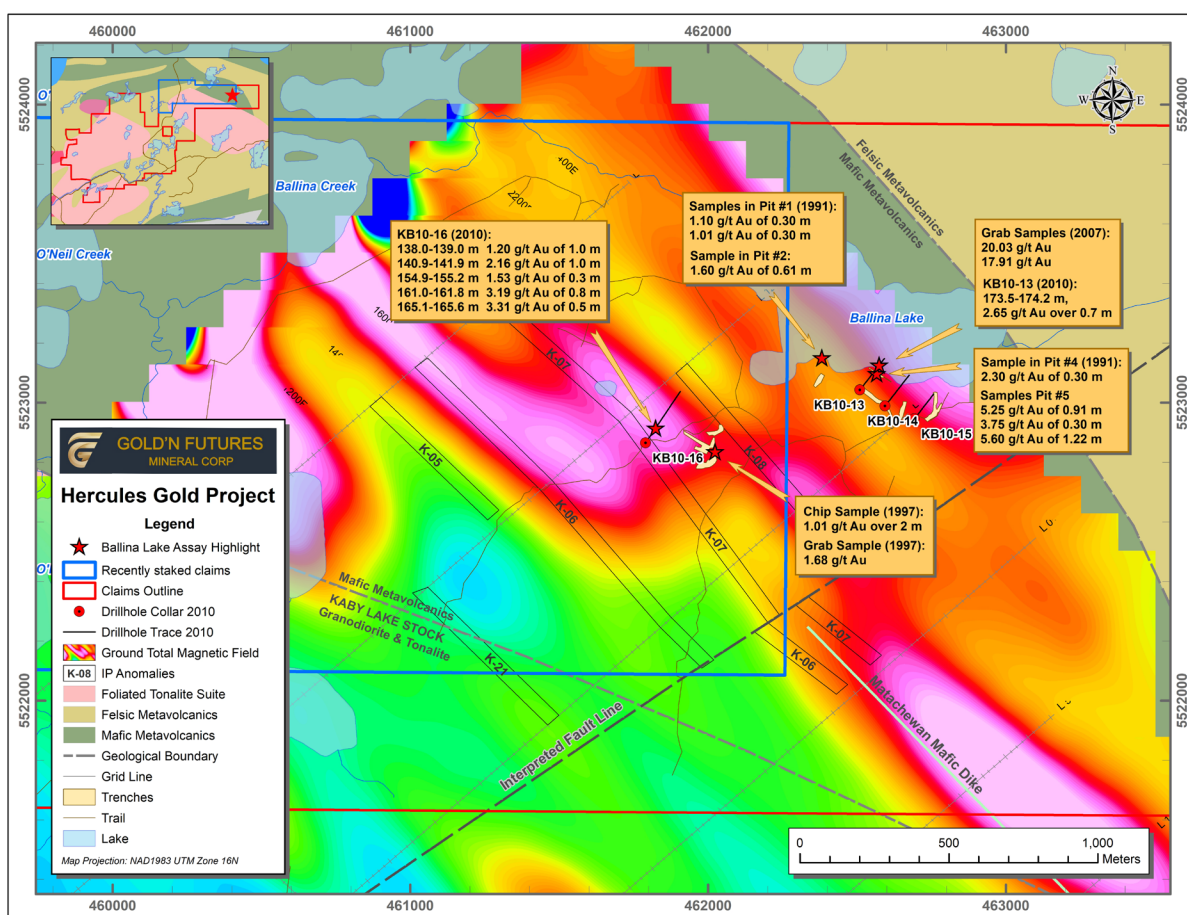 460000 461000 462000 463000
5524000
5523000
5522000
5524000
5523000
5522000
N
W E
S
Ballina Creek
O'Neil Creek
Felsic Metavolcanics
Mafic Metavolcanics
KB10-16 (2010):
138.0-139.0 m 1.20 g/t Au of 1.0 m
140.9-141.9 m 2.16 g/t Au of 1.0 m
154.9-155.2 m 1.53 g/t Au of 0.3 m
161.0-161.8 m 3.19 g/t Au of 0.8 m
165.1-165.6 m 3.31 g/t Au of 0.5 m
Samples in Pit #1 (1991):
1.10 g/t Au of 0.30 m
1.01 g/t Au of 0.30 m
Sample in Pit #2:
1.60 g/t Au of 0.61 m
Grab Samples (2007):
20.03 g/t Au
17.91 g/t Au
KB10-13 (2010):
173.5-174.2 m,
2.65 g/t Au over 0.7 m
Ballina Lake
Sample in Pit #4 (1991):
2.30 g/t Au of 0.30 m
Samples Pit #5
5.25 g/t Au of 0.91 m
3.75 g/t Au of 0.30 m
5.60 g/t Au of 1.22 m
KB10-13
KB10-14
KB10-15
KB10-16
Chip Sample (1997):
1.01 g/t Au over 2 m
Grab Sample (1997):
1.68 g/t Au
K-07
K-08
K-05
K-06
K-07
K-07
K-06
K-21
Mafic Metavolcanics
KABY LAKE STOCK
Granodiorite & Tonalite
Interpreted Fault Line
Matachewan Mafic Dike
GOLD'N FUTURES
MINERAL CORP
Hercules Gold Project
Legend
Ballina Lake Assay Highlight
Recently staked claims
Claims Outline
Drillhole Collar 2010
Drillhole Trace 2010
Ground Total Magnetic Field
K-08 IP Anomalies
Foliated Tonalite Suite
Felsic Metavolcanics
Mafic Metavolcanics
Geological Boundary
Grid Line
Trenches
Trail
Lake
Map Projection: NAD1983 UTM Zone 16N
0 500 1,000
Meters
460000 461000 462000 463000